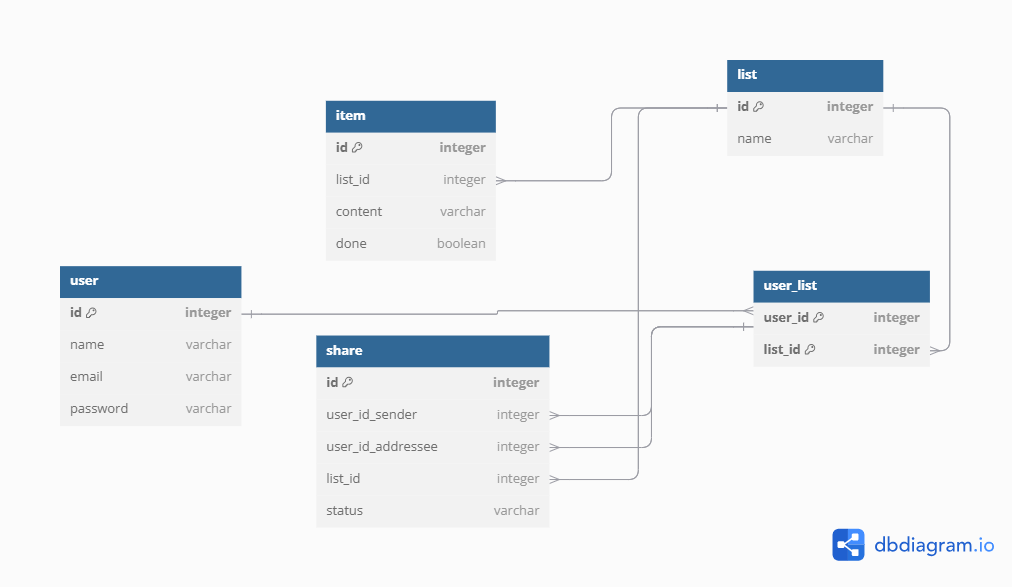 list
id integer
name varchar
item
id integer
list_id integer
content varchar
done boolean
user
id integer
name varchar
email varchar
password varchar
user_list
user_id integer
list_id integer
share
id integer
user_id_sender integer
user_id_addressee integer
list_id integer
status varchar
dbdiagram.io